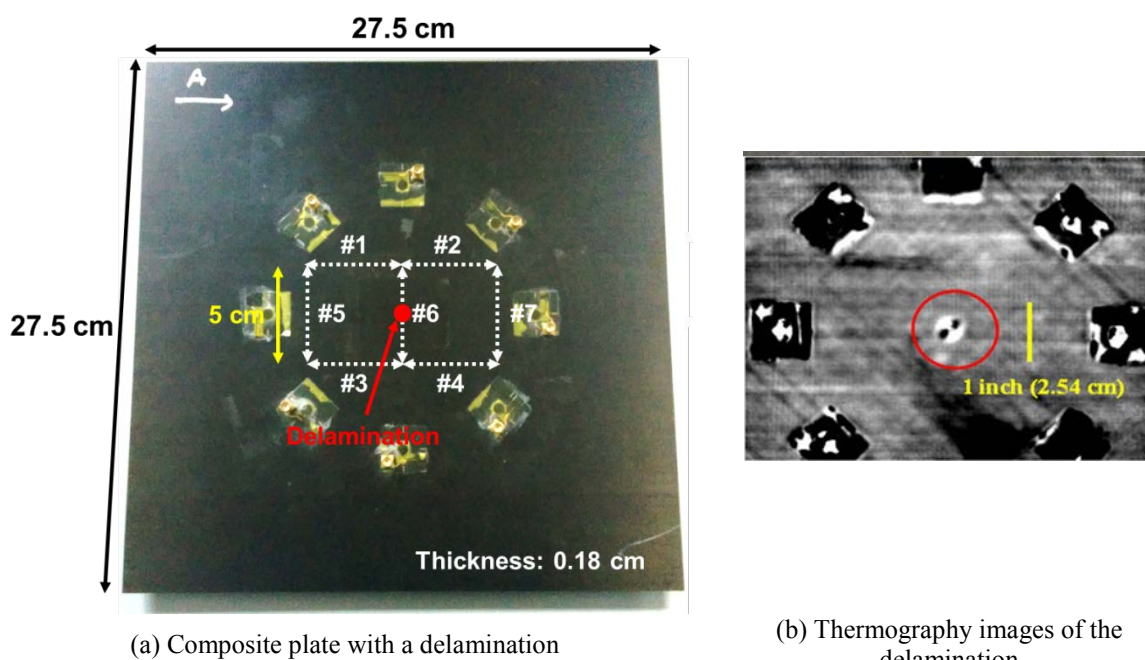 27.5 cm
A
#1 #2
27.5 cm
5 cm
#5 #6 #7
#3 #4
Delamination
1 inch (2.54 cm)
Thickness: 0.18 cm
(a) Composite plate with a delamination
(b) Thermography images of the
delamination